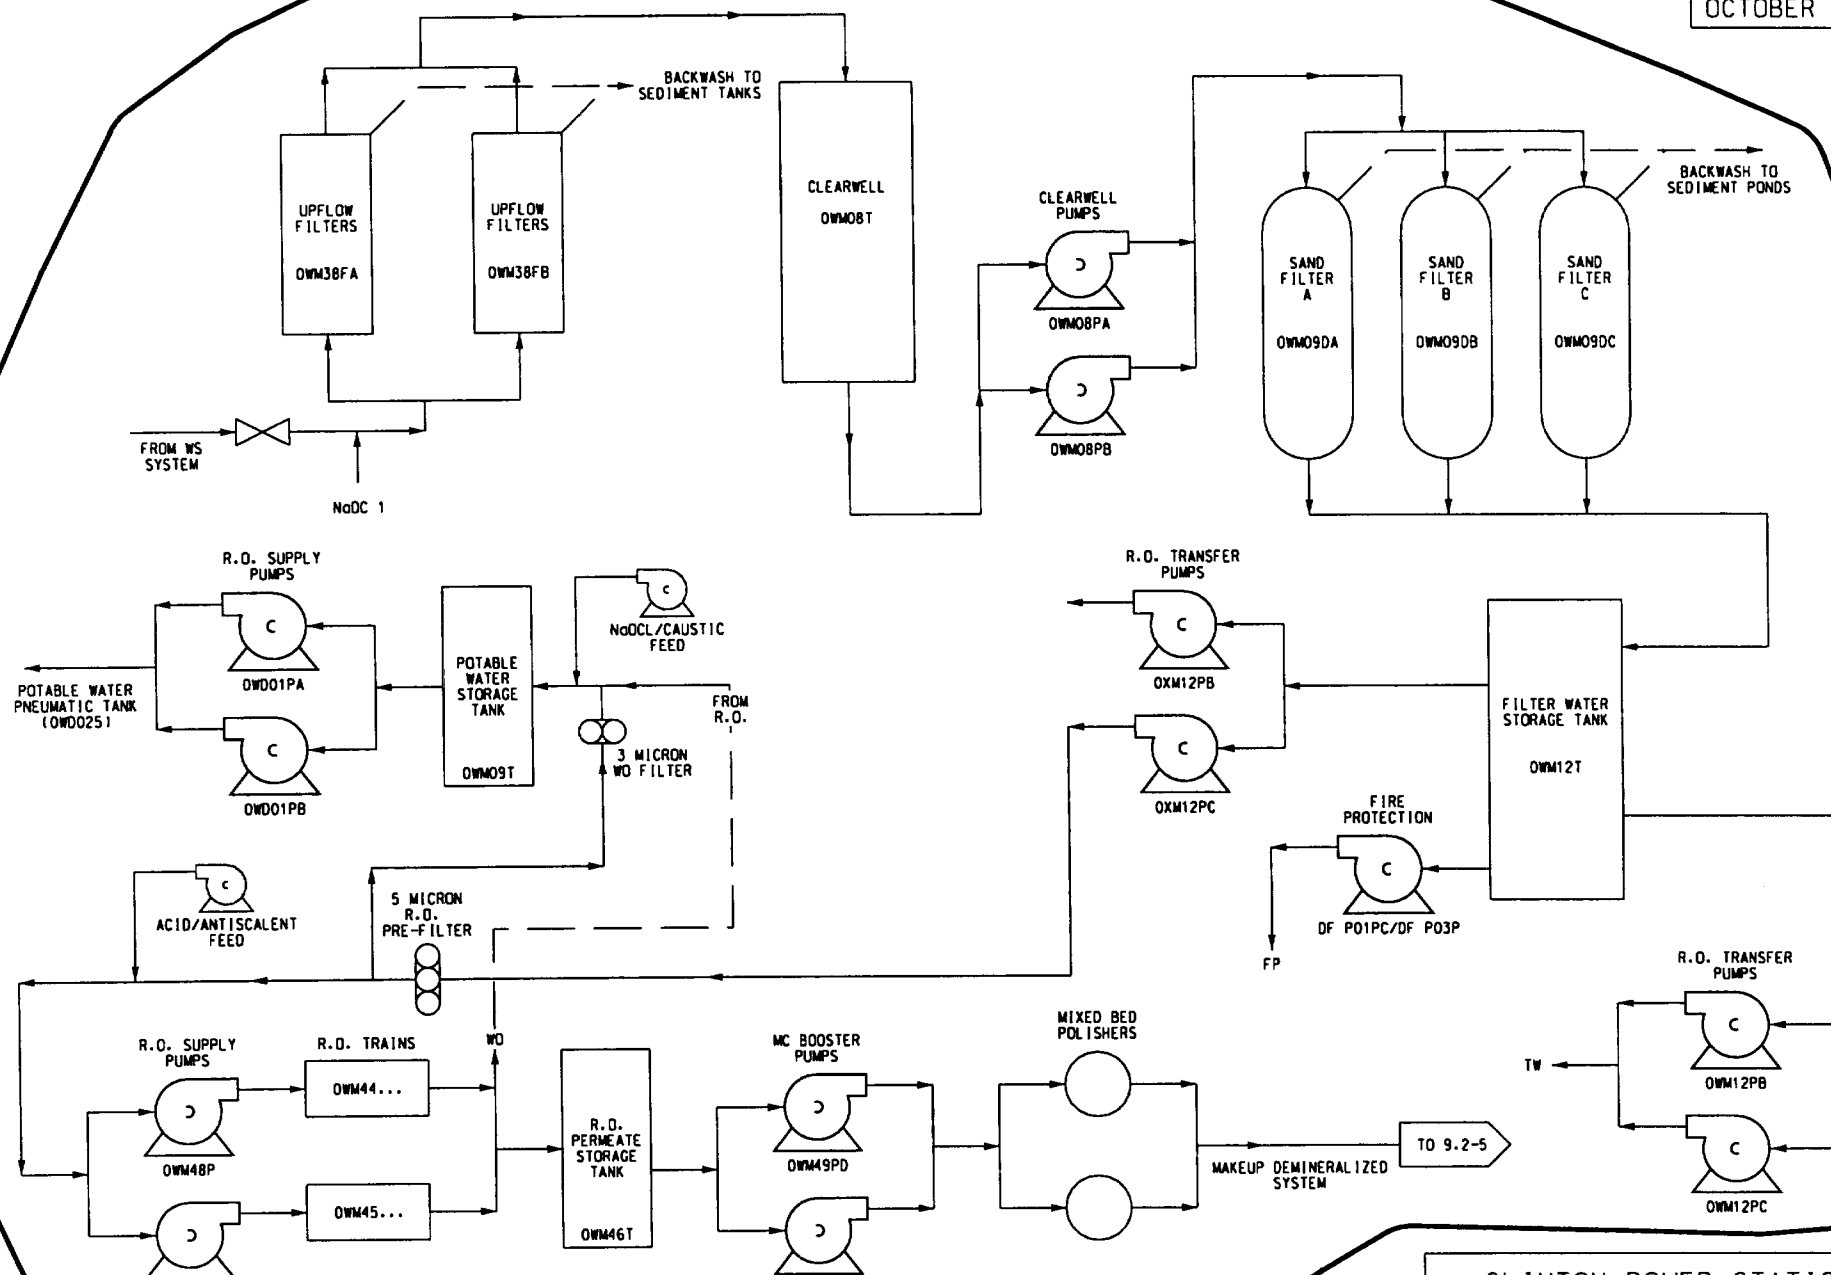 OCTOBER
BACKWASH TO
SEDIMENT TANKS
UPFLOW
FILTERS
OWM38FA
UPFLOW
FILTERS
OWM38FB
CLEARWELL
OWM08T
CLEARWELL
PUMPS
OWM08PA
OWM08PB
BACKWASH TO
SEDIMENT PONDS
SAND
FILTER
A
OWM09DA
SAND
FILTER
B
OWM09DB
SAND
FILTER
C
OWM09DC
FROM WS
SYSTEM
NaOC 1
R.O. SUPPLY
PUMPS
C
OWD01PA
C
OWD01PB
POTABLE WATER
PNEUMATIC TANK
(OWD025)
POTABLE
WATER
STORAGE
TANK
OWM09T
C
NaOCL/CAUSTIC
FEED
FROM
R.O.
3 MICRON
WO FILTER
R.O. TRANSFER
PUMPS
C
OXM12PB
C
OXM12PC
FILTER WATER
STORAGE TANK
OWM12T
FIRE
PROTECTION
C
DF P01PC/DF P03P
FP
C
ACID/ANTISCALENT
FEED
5 MICRON
R.O.
PRE-FILTER
R.O. SUPPLY
PUMPS
OWM48P
R.O. TRAINS
OWM44...
OWM45...
WO
R.O.
PERMEATE
STORAGE
TANK
OWM46T
MC BOOSTER
PUMPS
OWM49PD
MIXED BED
POLISHERS
MAKEUP DEMINERALIZED
SYSTEM
TO 9.2-5
R.O. TRANSFER
PUMPS
C
OWM12PB
TW
C
OWM12PC